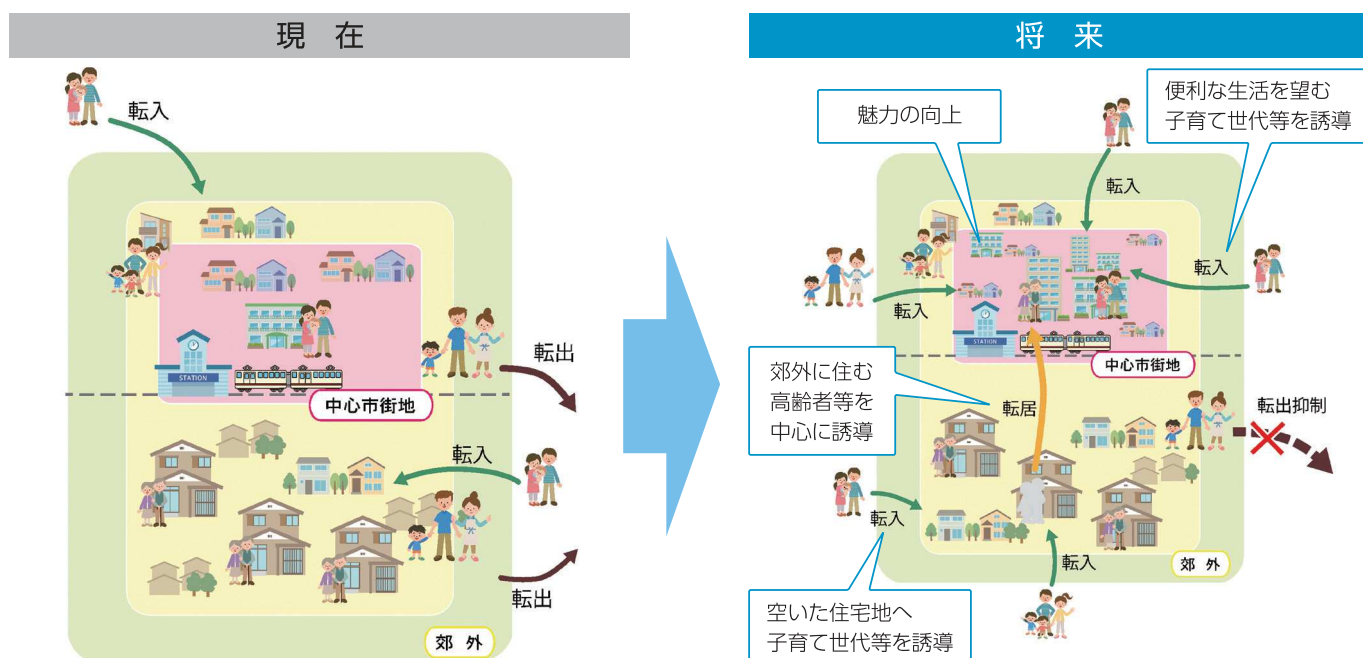 現 在
転入
転出
STATION
中心市街地
転入
転出
郊 外
将 来
魅力の向上
便利な生活を望む
子育て世代等を誘導
転入
転入
転入
STATION
中心市街地
郊外に住む
高齢者等を
中心に誘導
転居
転出抑制
転入
転入
郊 外
空いた住宅地へ
子育て世代等を誘導